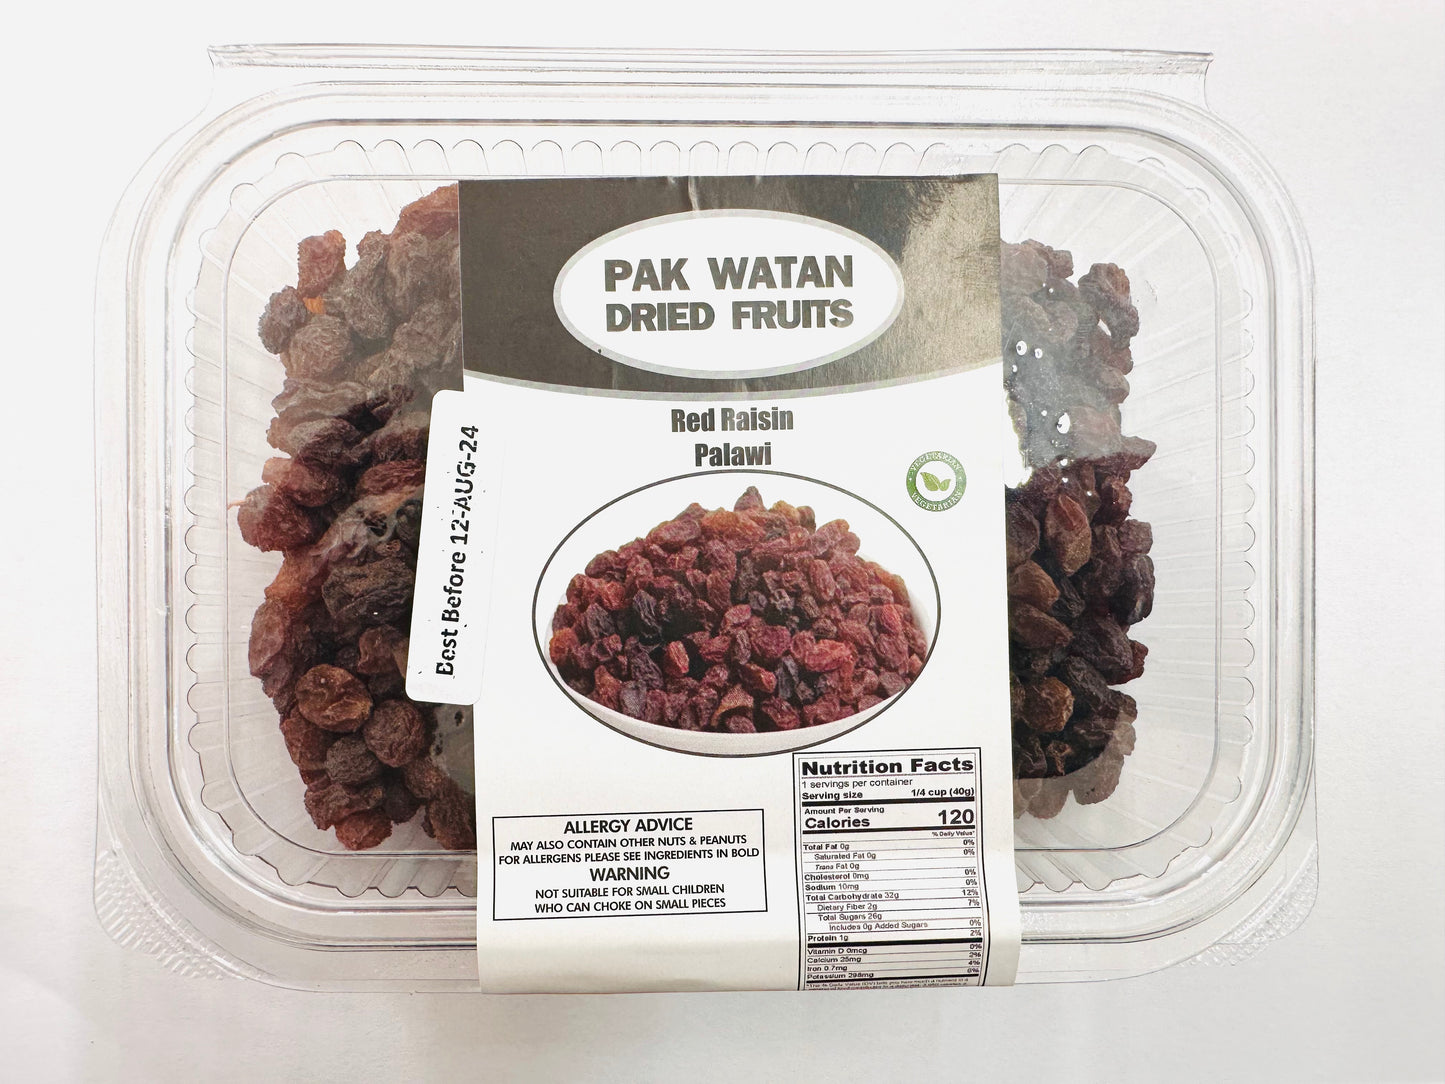 PAK WATAN
DRIED FRUITS
Red Raisin
Palawi
VEGETARIAN
VEGETARIAN
Best Before 12-AUG-24
ALLERGY ADVICE
MAY ALSO CONTAIN OTHER NUTS & PEANUTS
FOR ALLERGENS PLEASE SEE INGREDIENTS IN BOLD
WARNING
NOT SUITABLE FOR SMALL CHILDREN
WHO CAN CHOKE ON SMALL PIECES
Nutrition Facts
1 servings per container
Serving size 1/4 cup (40g)
Amount Per Serving
Calories 120
% Daily Value*
Total Fat 0g 0%
Saturated Fat 0g 0%
Trans Fat 0g
Cholesterol 0mg 0%
Sodium 10mg 0%
Total Carbohydrate 32g 12%
Dietary Fiber 2g 7%
Total Sugars 26g
Includes 0g Added Sugars 0%
Protein 1g 2%
Vitamin D 0mcg 0%
Calcium 25mg 2%
Iron 0.7mg 4%
Potassium 298mg 6%